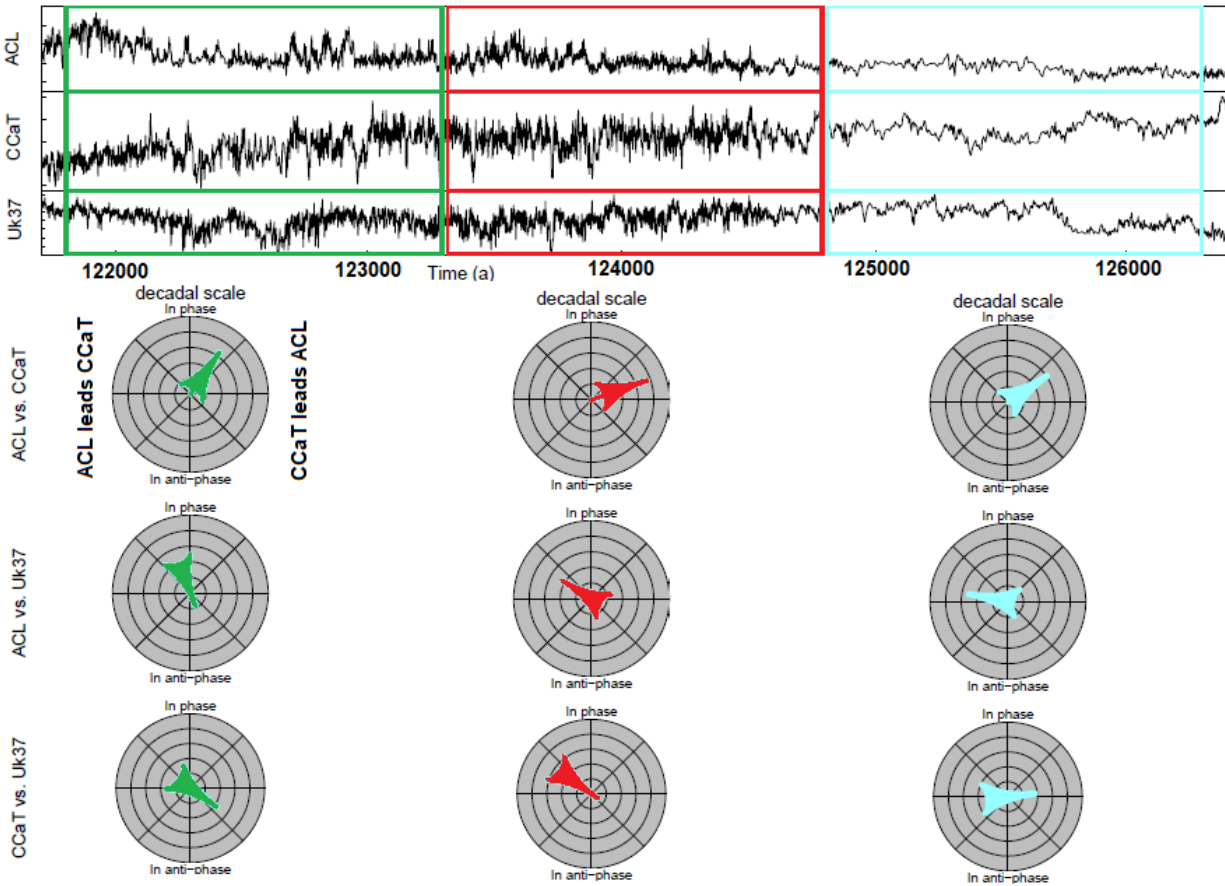 ACL
CCaT
Uk37
122000
123000
Time (a)
124000
125000
126000
decadal scale
decadal scale
decadal scale
In phase
In phase
In phase
ACL vs. CCaT
ACL leads CCaT
CCaT leads ACL
In anti-phase
In anti-phase
In anti-phase
In phase
In phase
In phase
ACL vs. Uk37
In anti-phase
In anti-phase
In anti-phase
In phase
In phase
In phase
CCaT vs. Uk37
In anti-phase
In anti-phase
In anti-phase